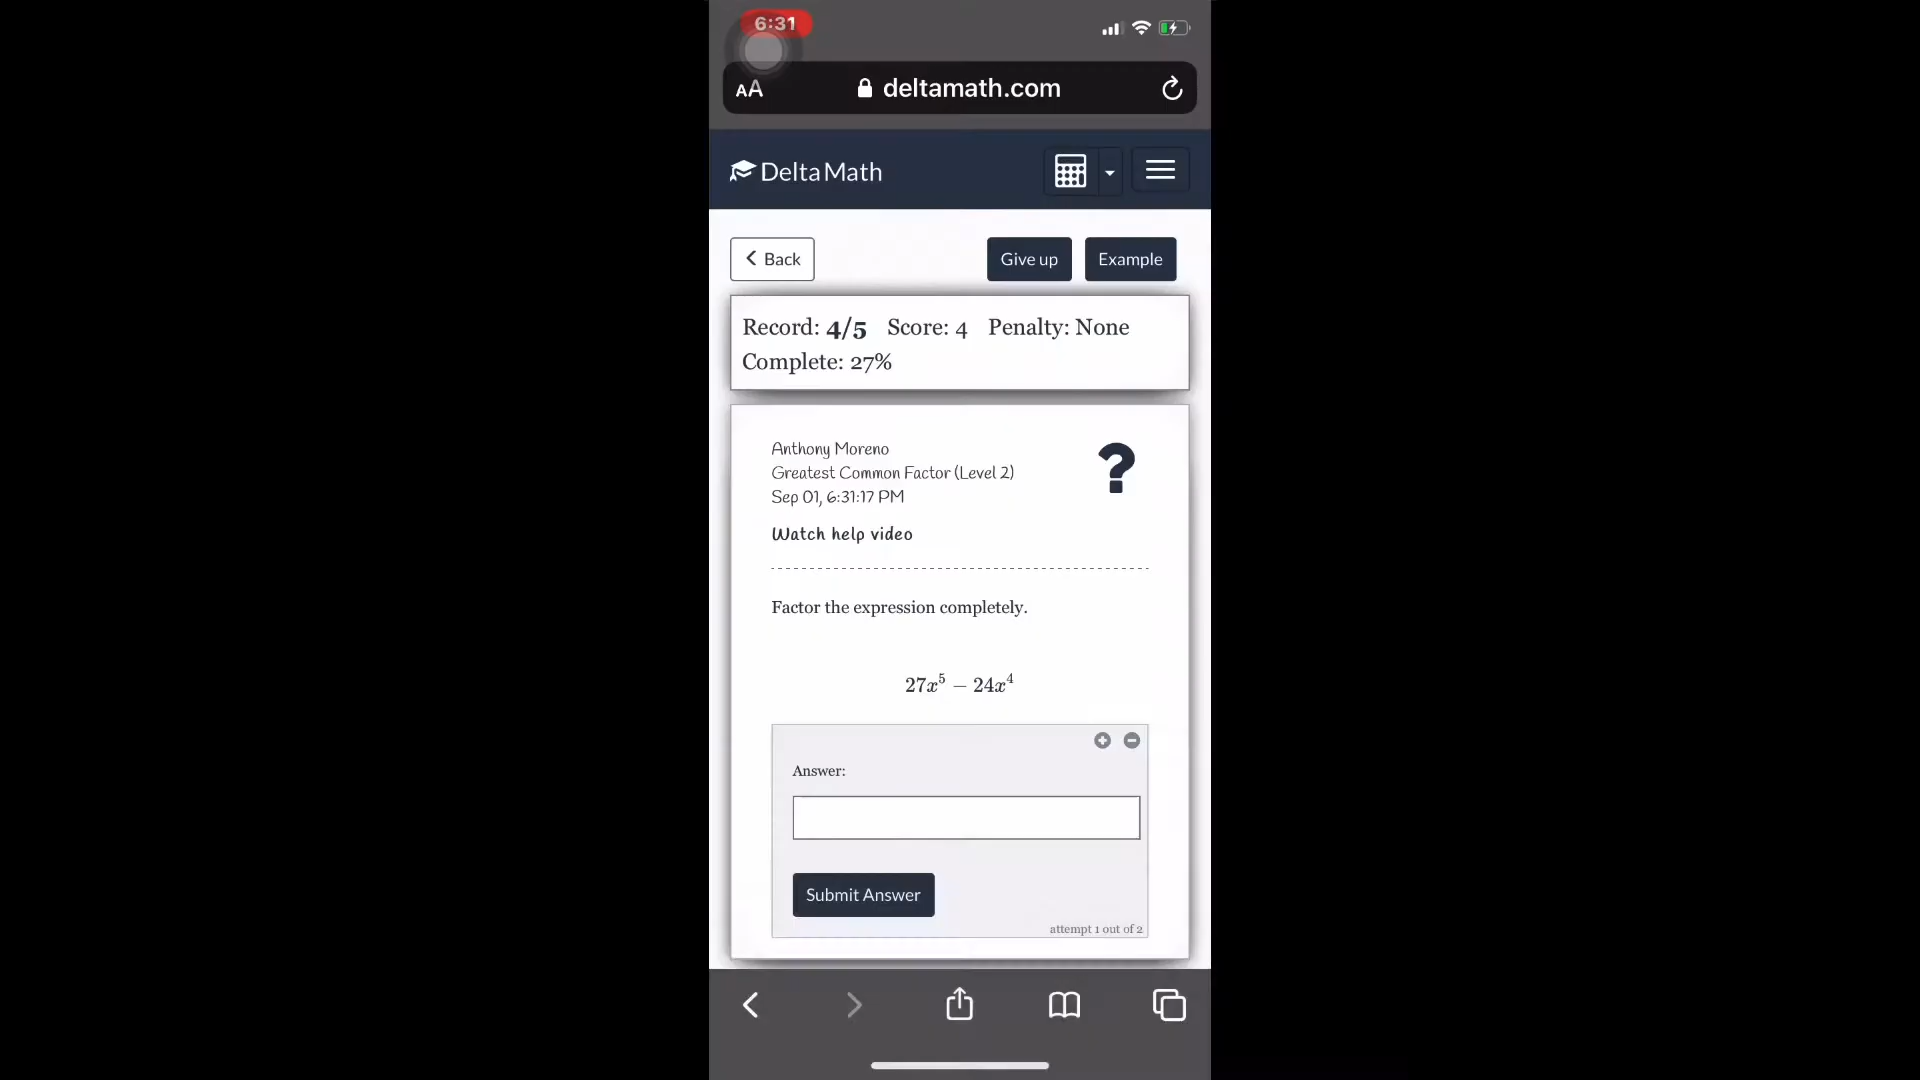 6:31
AA deltamath.com
DeltaMath
Back Give up Example
Record: 4/5 Score: 4 Penalty: None
Complete: 27%
Anthony Moreno
Greatest Common Factor (Level 2)
Sep 01, 6:31:17 PM
?
Watch help video
Factor the expression completely.
27x⁵ − 24x⁴
Answer:
Submit Answer
attempt 1 out of 2